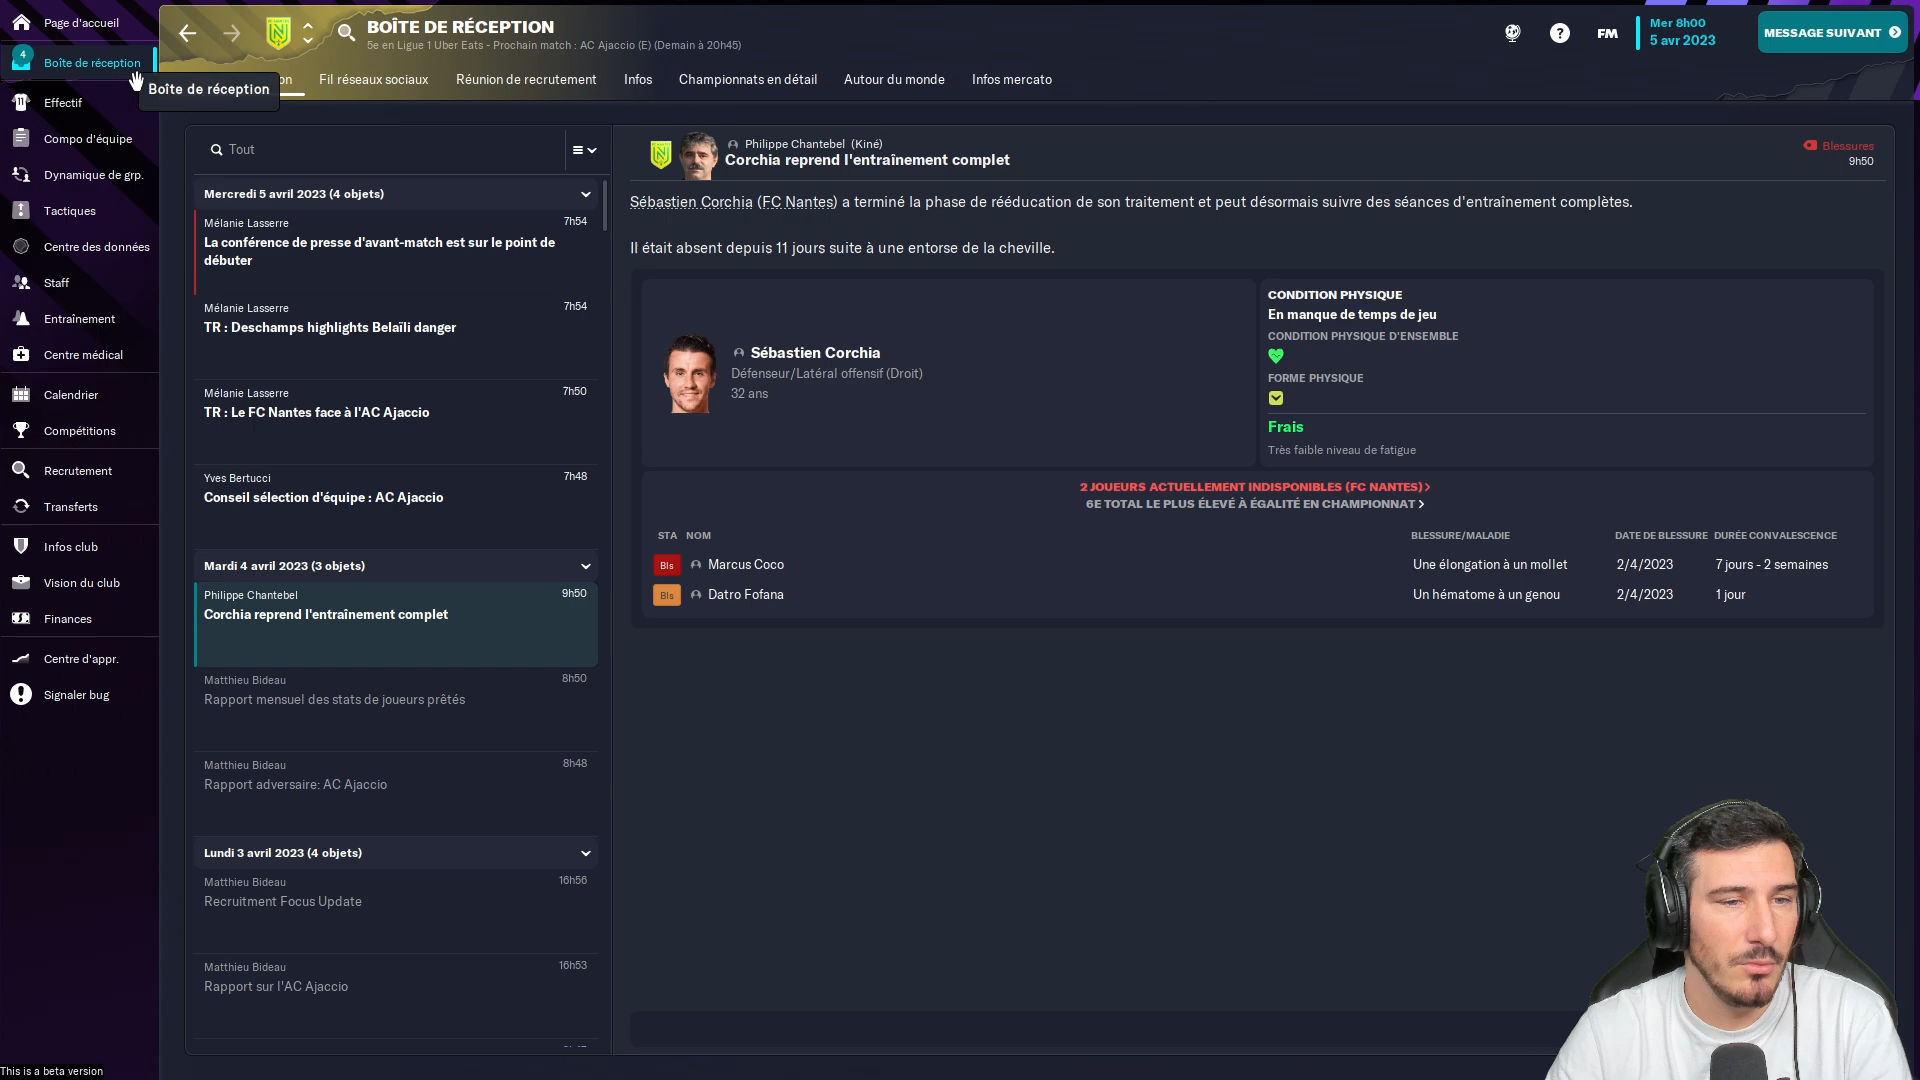 Page d'accueil
4
Boîte de réception
Boîte de réception
11
Effectif
Compo d'équipe
Dynamique de grp.
Tactiques
Centre des données
Staff
Entraînement
Centre médical
Calendrier
Compétitions
Recrutement
Transferts
Infos club
Vision du club
Finances
Centre d'appr.
Signaler bug
This is a beta version
BOÎTE DE RÉCEPTION
5e en Ligue 1 Uber Eats - Prochain match : AC Ajaccio (E) (Demain à 20h45)
on
Fil réseaux sociaux
Réunion de recrutement
Infos
Championnats en détail
Autour du monde
Infos mercato
?
FM
Mer 8h00
5 avr 2023
MESSAGE SUIVANT
Tout
Mercredi 5 avril 2023 (4 objets)
Mélanie Lasserre 7h54
La conférence de presse d'avant-match est sur le point de
débuter
Mélanie Lasserre 7h54
TR : Deschamps highlights Belaïli danger
Mélanie Lasserre 7h50
TR : Le FC Nantes face à l'AC Ajaccio
Yves Bertucci 7h48
Conseil sélection d'équipe : AC Ajaccio
Mardi 4 avril 2023 (3 objets)
Philippe Chantebel 9h50
Corchia reprend l'entraînement complet
Matthieu Bideau 8h50
Rapport mensuel des stats de joueurs prêtés
Matthieu Bideau 8h48
Rapport adversaire: AC Ajaccio
Lundi 3 avril 2023 (4 objets)
Matthieu Bideau 16h56
Recruitment Focus Update
Matthieu Bideau 16h53
Rapport sur l'AC Ajaccio
Philippe Chantebel (Kiné)
Corchia reprend l'entraînement complet
Blessures
9h50
Sébastien Corchia (FC Nantes) a terminé la phase de rééducation de son traitement et peut désormais suivre des séances d'entraînement complètes.
Il était absent depuis 11 jours suite à une entorse de la cheville.
Sébastien Corchia
Défenseur/Latéral offensif (Droit)
32 ans
CONDITION PHYSIQUE
En manque de temps de jeu
CONDITION PHYSIQUE D'ENSEMBLE
FORME PHYSIQUE
Frais
Très faible niveau de fatigue
2 JOUEURS ACTUELLEMENT INDISPONIBLES (FC NANTES)
6E TOTAL LE PLUS ÉLEVÉ À ÉGALITÉ EN CHAMPIONNAT
STA NOM BLESSURE/MALADIE DATE DE BLESSURE DURÉE CONVALESCENCE
Bls Marcus Coco Une élongation à un mollet 2/4/2023 7 jours - 2 semaines
Bls Datro Fofana Un hématome à un genou 2/4/2023 1 jour